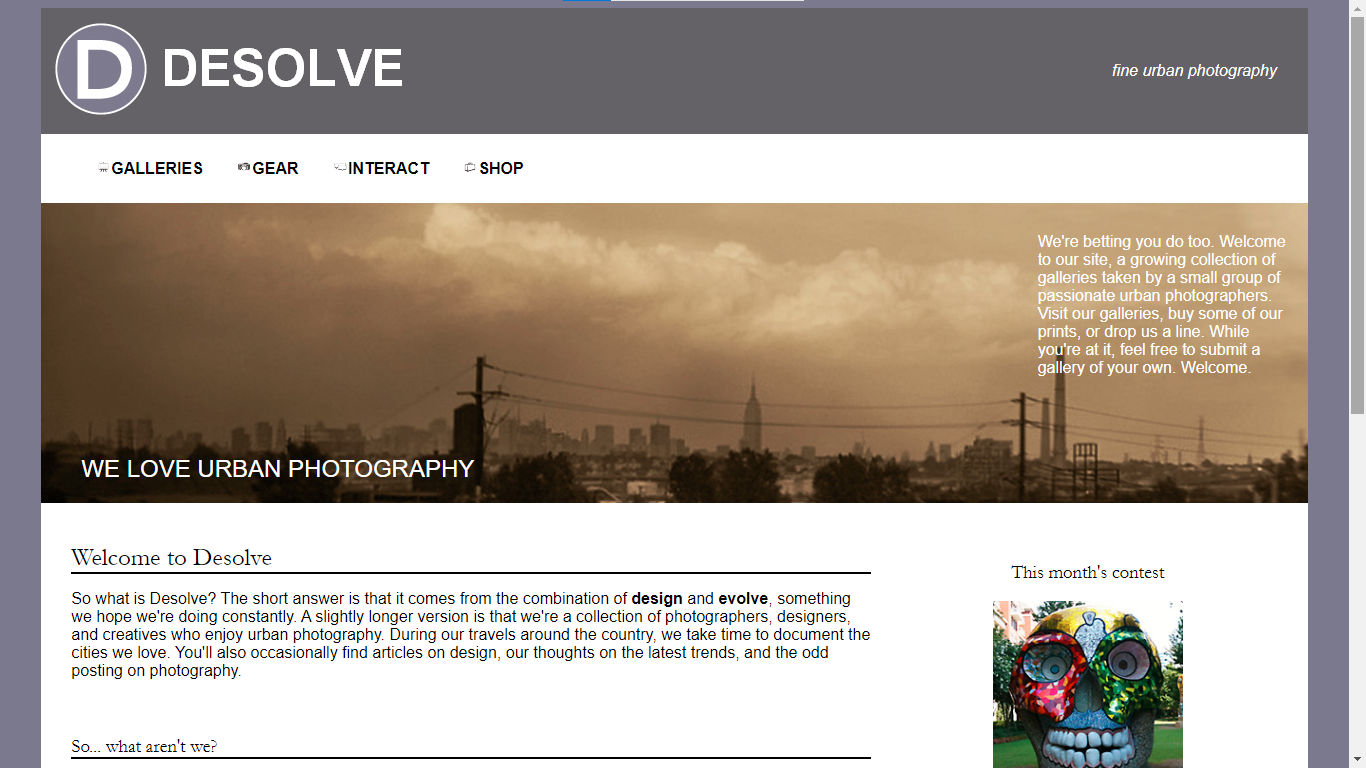 D DESOLVE
fine urban photography
GALLERIES GEAR INTERACT SHOP
We're betting you do too. Welcome
to our site, a growing collection of
galleries taken by a small group of
passionate urban photographers.
Visit our galleries, buy some of our
prints, or drop us a line. While
you're at it, feel free to submit a
gallery of your own. Welcome.
WE LOVE URBAN PHOTOGRAPHY
Welcome to Desolve
So what is Desolve? The short answer is that it comes from the combination of design and evolve, something
we hope we're doing constantly. A slightly longer version is that we're a collection of photographers, designers,
and creatives who enjoy urban photography. During our travels around the country, we take time to document the
cities we love. You'll also occasionally find articles on design, our thoughts on the latest trends, and the odd
posting on photography.
So... what aren't we?
This month's contest